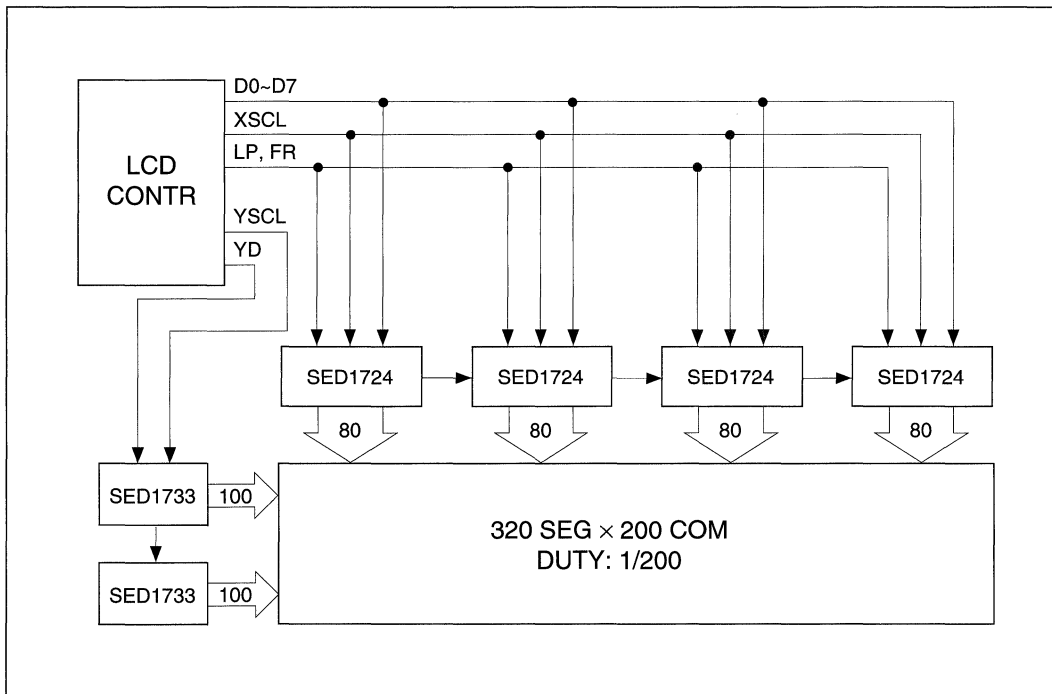 D0~D7
XSCL
LP, FR
LCD
CONTR
YSCL
YD
SED1724
SED1724
SED1724
SED1724
80
80
80
80
SED1733
100
320 SEG × 200 COM
DUTY: 1/200
SED1733
100